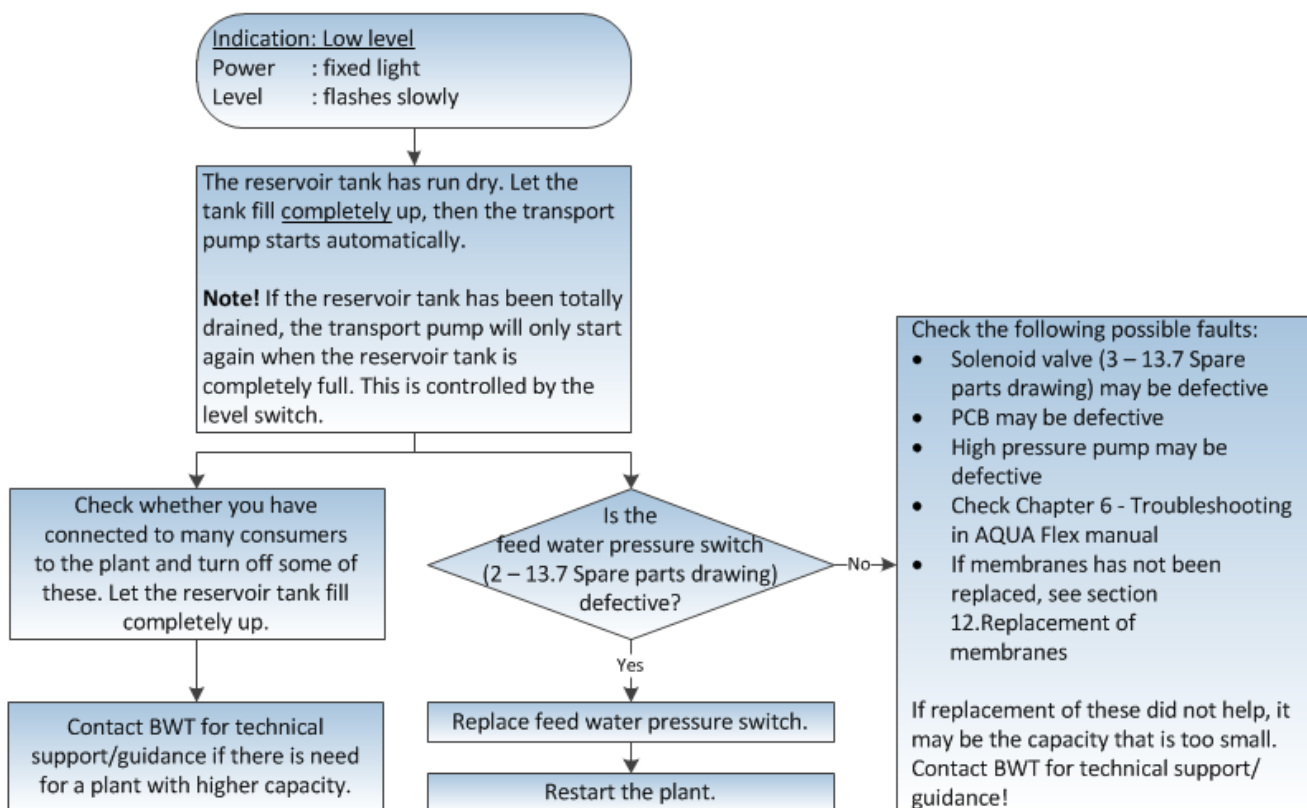 Indication: Low level
Power : fixed light
Level : flashes slowly
The reservoir tank has run dry. Let the
tank fill completely up, then the transport
pump starts automatically.
Note! If the reservoir tank has been totally
drained, the transport pump will only start
again when the reservoir tank is
completely full. This is controlled by the
level switch.
Check whether you have
connected to many consumers
to the plant and turn off some of
these. Let the reservoir tank fill
completely up.
Contact BWT for technical
support/guidance if there is need
for a plant with higher capacity.
Is the
feed water pressure switch
(2 – 13.7 Spare parts drawing)
defective?
No
Yes
Replace feed water pressure switch.
Restart the plant.
Check the following possible faults:
• Solenoid valve (3 – 13.7 Spare
parts drawing) may be defective
• PCB may be defective
• High pressure pump may be
defective
• Check Chapter 6 - Troubleshooting
in AQUA Flex manual
• If membranes has not been
replaced, see section
12.Replacement of
membranes
If replacement of these did not help, it
may be the capacity that is too small.
Contact BWT for technical support/
guidance!